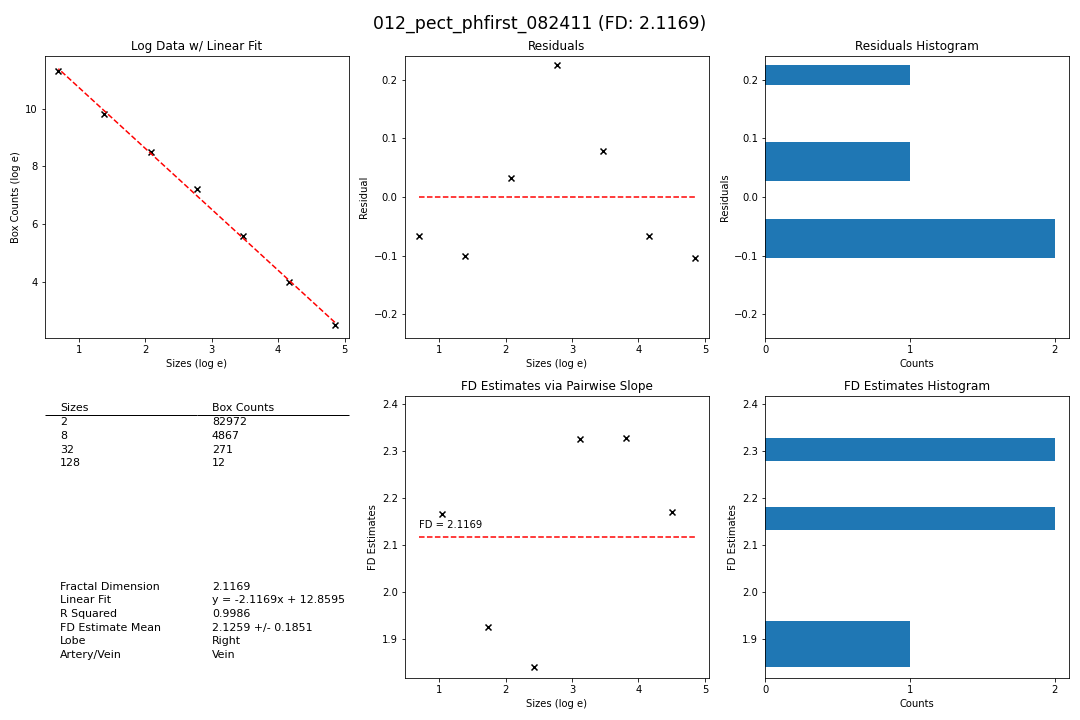 012_pect_phfirst_082411 (FD: 2.1169)
Log Data w/ Linear Fit
Box Counts (log e)
10
8
6
4
1 2 3 4 5
Sizes (log e)
Residuals
Residual
0.2
0.1
0.0
−0.1
−0.2
1 2 3 4 5
Sizes (log e)
Residuals Histogram
Residuals
0.2
0.1
0.0
−0.1
−0.2
0 1 2
Counts
Sizes Box Counts
2 82972
8 4867
32 271
128 12
Fractal Dimension 2.1169
Linear Fit y = -2.1169x + 12.8595
R Squared 0.9986
FD Estimate Mean 2.1259 +/- 0.1851
Lobe Right
Artery/Vein Vein
FD Estimates via Pairwise Slope
FD Estimates
2.4
2.3
2.2
2.1
2.0
1.9
FD = 2.1169
1 2 3 4 5
Sizes (log e)
FD Estimates Histogram
FD Estimates
2.4
2.3
2.2
2.1
2.0
1.9
0 1 2
Counts